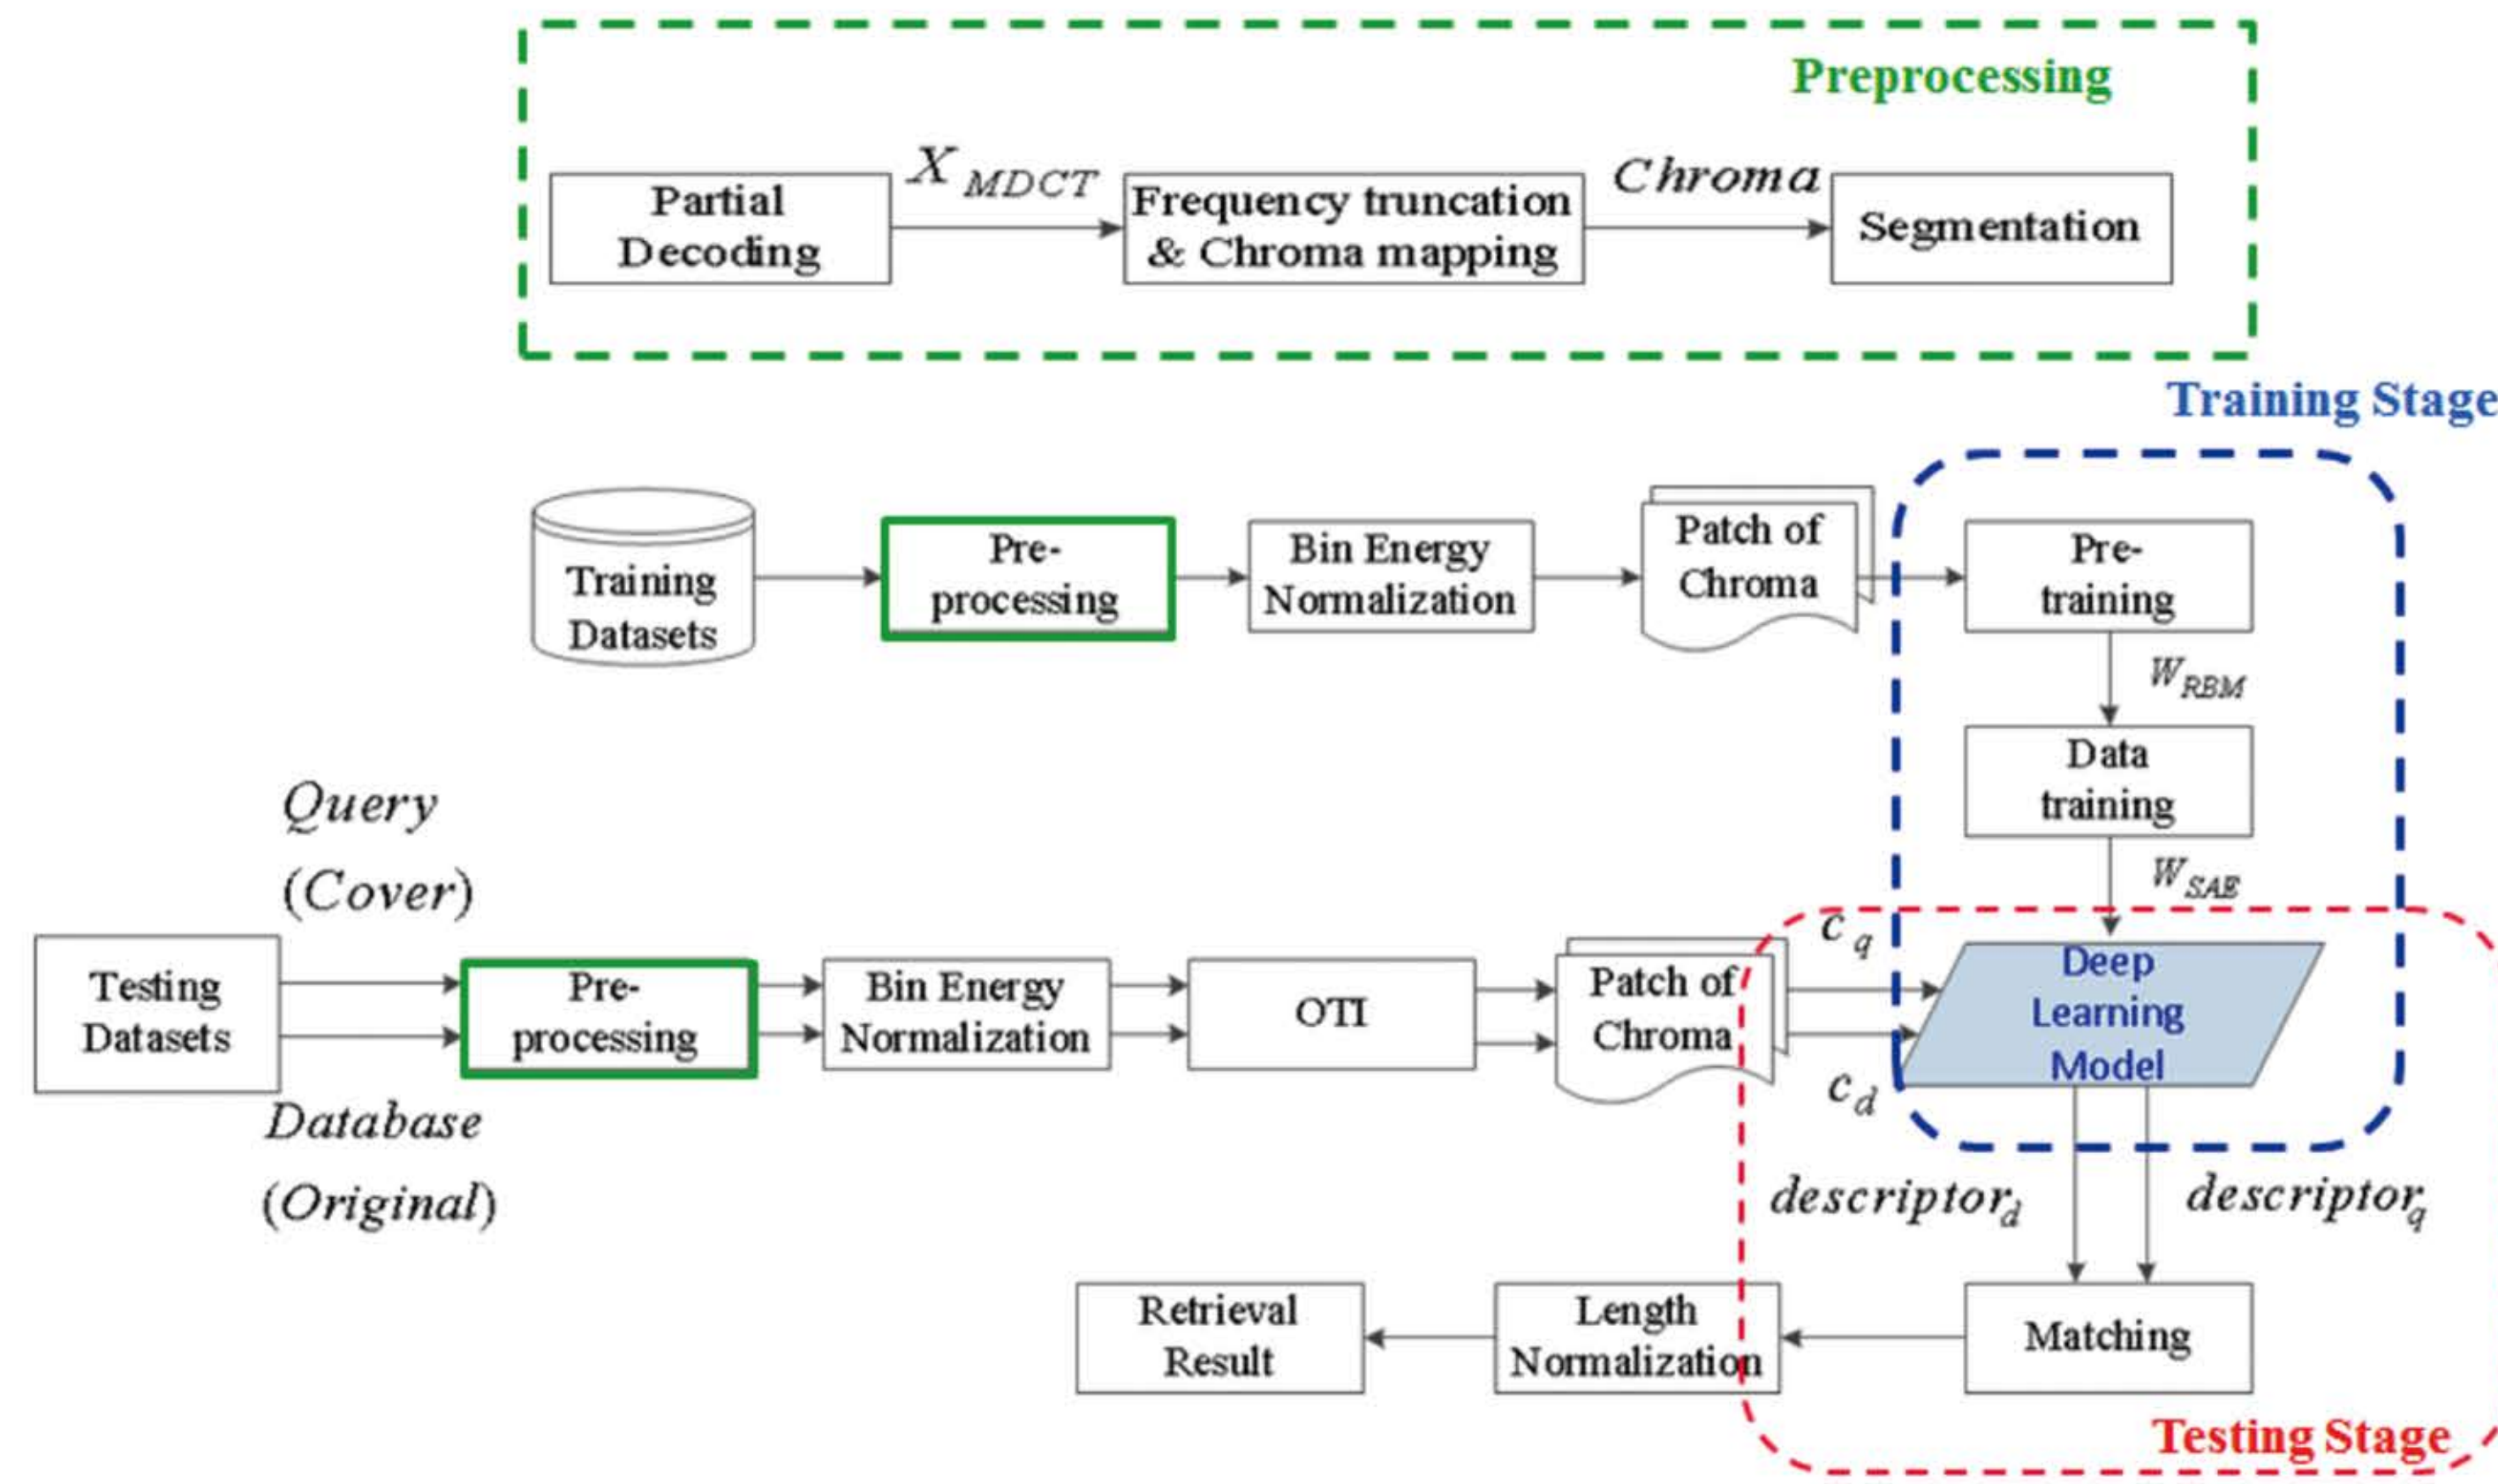 Preprocessing
Partial
Decoding
X MDCT
Frequency truncation
& Chroma mapping
Chroma
Segmentation
Training Stage
Training
Datasets
Pre-
processing
Bin Energy
Normalization
Patch of
Chroma
Pre-
training
W RBM
Data
training
W SAE
Query
(Cover)
Testing
Datasets
Database
(Original)
Pre-
processing
Bin Energy
Normalization
OTI
Patch of
Chroma
c q
c d
Deep
Learning
Model
descriptor d
descriptor q
Retrieval
Result
Length
Normalization
Matching
Testing Stage